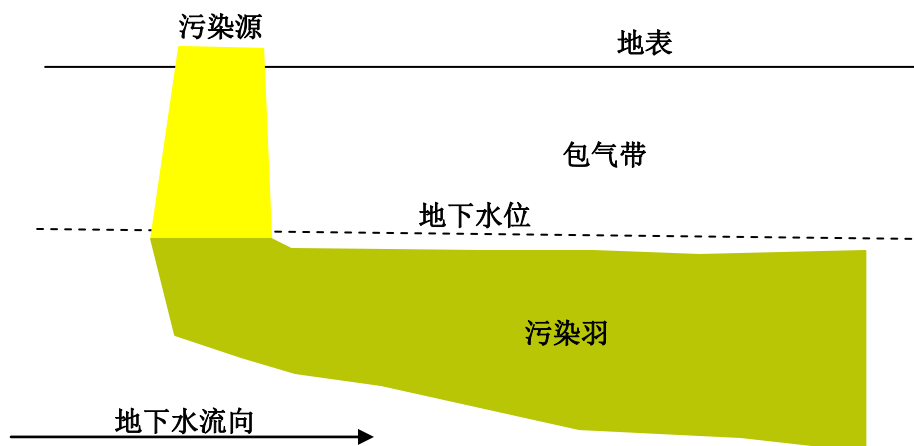 污染源
地表
包气带
地下水位
污染羽
地下水流向